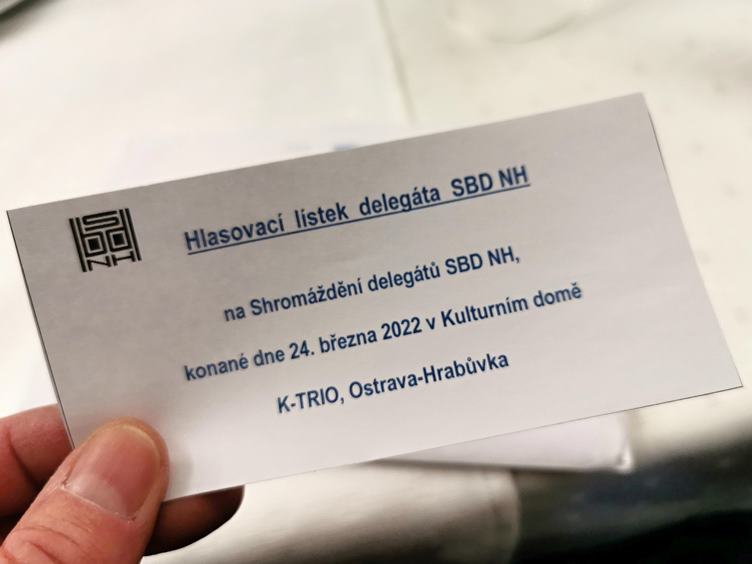 SBD
NH
Hlasovací lístek delegáta SBD NH
na Shromáždění delegátů SBD NH,
konané dne 24. března 2022 v Kulturním domě
K-TRIO, Ostrava-Hrabůvka